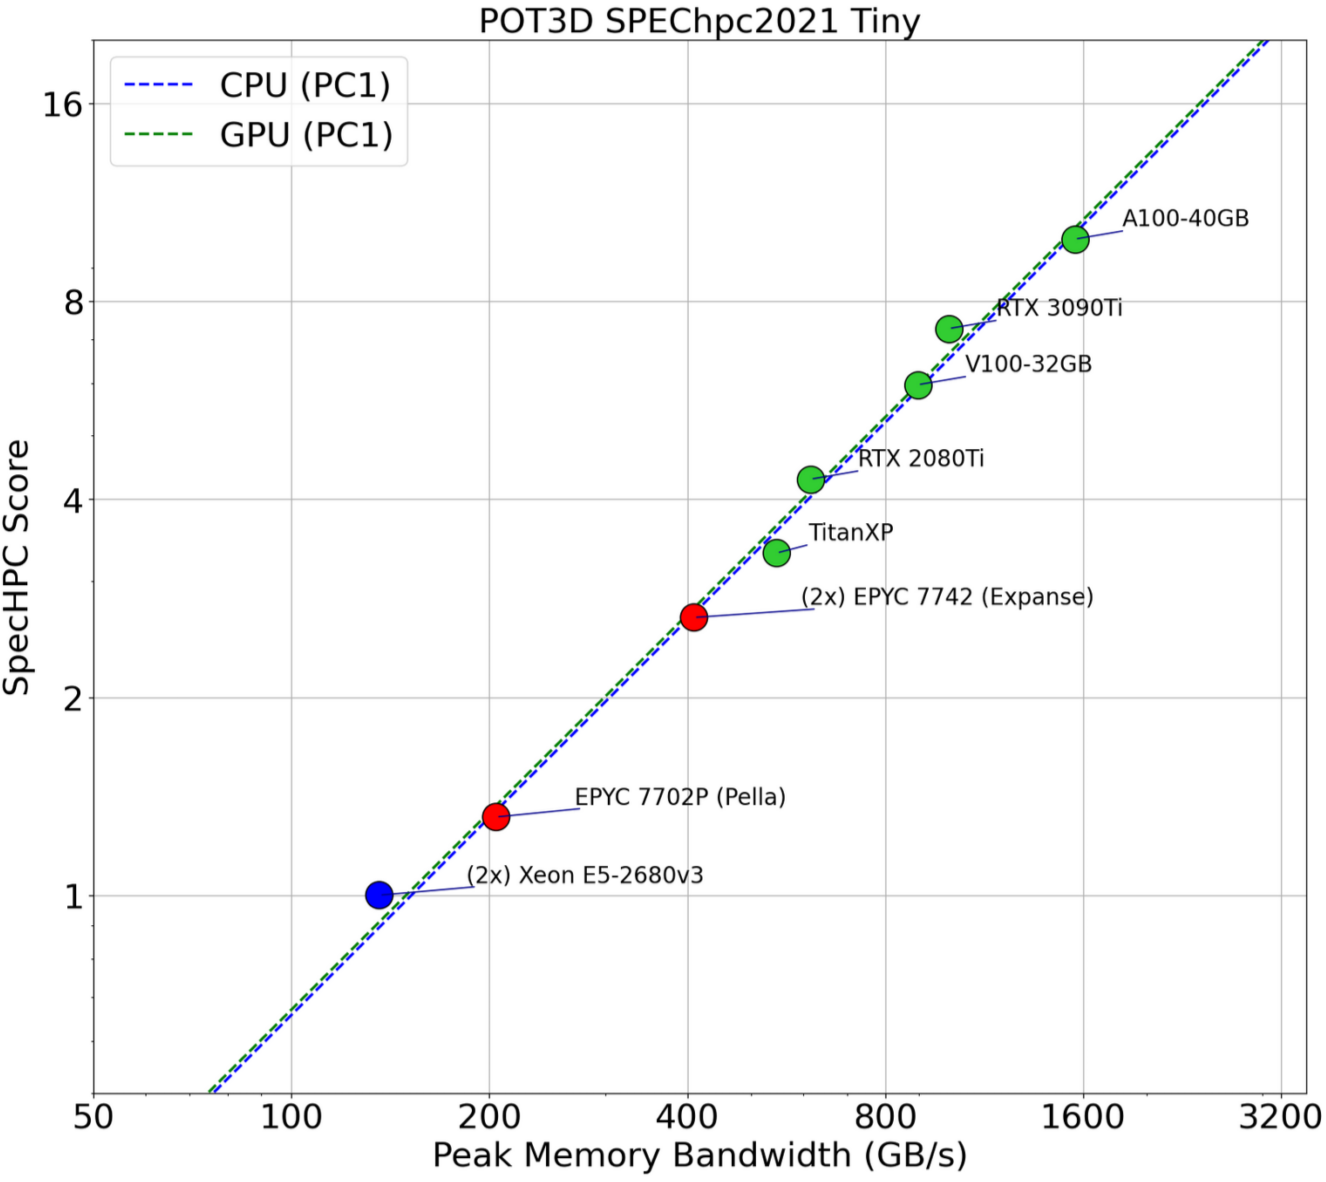 POT3D SPEChpc2021 Tiny
CPU (PC1)
GPU (PC1)
16
8
4
2
1
SpecHPC Score
A100-40GB
RTX 3090Ti
V100-32GB
RTX 2080Ti
TitanXP
(2x) EPYC 7742 (Expanse)
EPYC 7702P (Pella)
(2x) Xeon E5-2680v3
50 100 200 400 800 1600 3200
Peak Memory Bandwidth (GB/s)